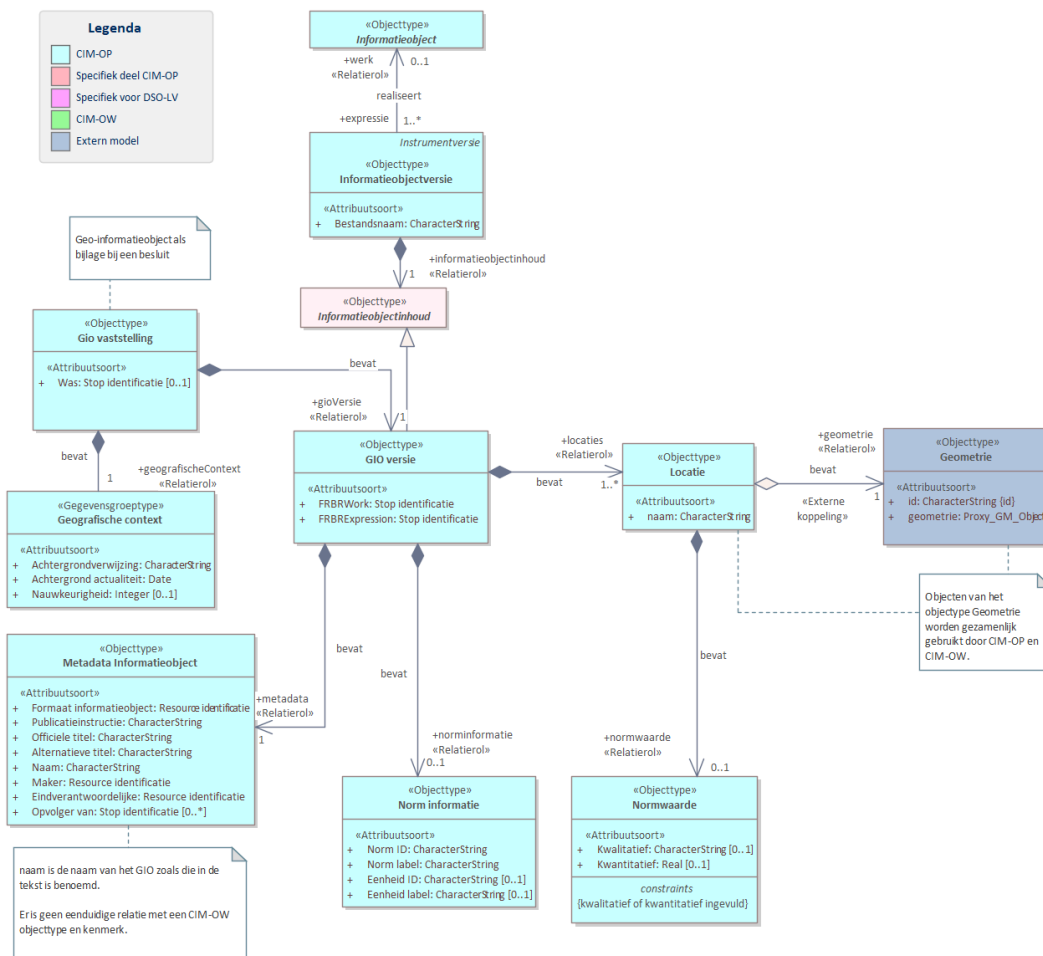 Legenda
CIM-OP
Specifiek deel CIM-OP
Specifiek voor DSO-LV
CIM-OW
Extern model
«Objecttype»
Informatieobject
+werk
0..1
«Relatierol»
realiseert
+expressie
1..*
Instrumentversie
«Objecttype»
Informatieobjectversie
«Attribuutsoort»
+ Bestandsnaam: CharacterString
+informatieobjectinhoud
1
«Relatierol»
«Objecttype»
Informatieobjectinhoud
Geo-informatieobject als
bijlage bij een besluit
«Objecttype»
Gio vaststelling
«Attribuutsoort»
+ Was: Stop identificatie [0..1]
bevat
+gioVersie
«Relatierol»
1
bevat
+geografischeContext
1
«Relatierol»
«Gegevensgroeptype»
Geografische context
«Attribuutsoort»
+ Achtergrondverwijzing: CharacterString
+ Achtergrond actualiteit: Date
+ Nauwkeurigheid: Integer [0..1]
«Objecttype»
GIO versie
«Attribuutsoort»
+ FRBRWork: Stop identificatie
+ FRBRExpression: Stop identificatie
+locaties
«Relatierol»
bevat
1..*
«Objecttype»
Locatie
«Attribuutsoort»
+ naam: CharacterString
+geometrie
«Relatierol»
bevat
1
«Externe
koppeling»
«Objecttype»
Geometrie
«Attribuutsoort»
+ id: CharacterString {id}
+ geometrie: Proxy_GM_Object
Objecten van het
objectype Geometrie
worden gezamenlijk
gebruikt door CIM-OP en
CIM-OW.
bevat
+metadata
«Relatierol»
1
«Objecttype»
Metadata Informatieobject
«Attribuutsoort»
+ Formaat informatieobject: Resource identificatie
+ Publicatieinstructie: CharacterString
+ Officiele titel: CharacterString
+ Alternatieve titel: CharacterString
+ Naam: CharacterString
+ Maker: Resource identificatie
+ Eindverantwoordelijke: Resource identificatie
+ Opvolger van: Stop identificatie [0..*]
naam is de naam van het GIO zoals die in de
tekst is benoemd.
Er is geen eenduidige relatie met een CIM-OW
objecttype en kenmerk.
bevat
+norminformatie
«Relatierol»
0..1
«Objecttype»
Norm informatie
«Attribuutsoort»
+ Norm ID: CharacterString
+ Norm label: CharacterString
+ Eenheid ID: CharacterString [0..1]
+ Eenheid label: CharacterString [0..1]
bevat
+normwaarde
«Relatierol»
0..1
«Objecttype»
Normwaarde
«Attribuutsoort»
+ Kwalitatief: CharacterString [0..1]
+ Kwantitatief: Real [0..1]
constraints
{kwalitatief of kwantitatief ingevuld}